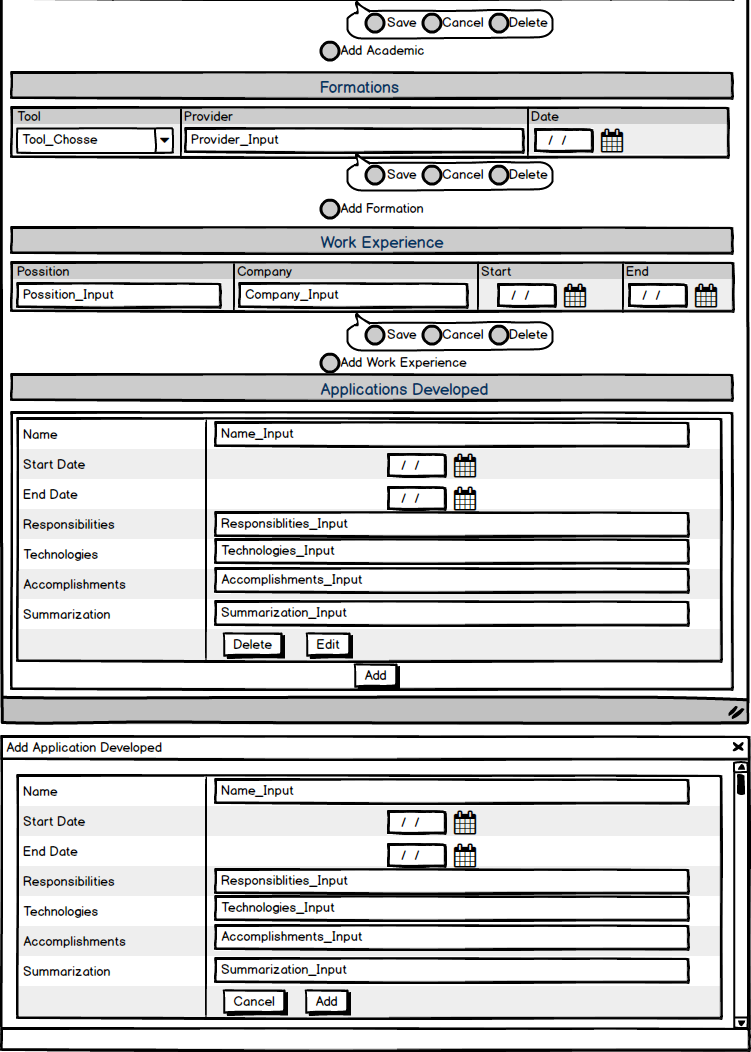 Save Cancel Delete
Add Academic
Formations
Tool Provider Date
Tool_Chosse Provider_Input / /
Save Cancel Delete
Add Formation
Work Experience
Possition Company Start End
Possition_Input Company_Input / / / /
Save Cancel Delete
Add Work Experience
Applications Developed
Name Name_Input
Start Date / /
End Date / /
Responsibilities Responsiblities_Input
Technologies Technologies_Input
Accomplishments Accomplishments_Input
Summarization Summarization_Input
Delete Edit
Add
Add Application Developed
Name Name_Input
Start Date / /
End Date / /
Responsibilities Responsiblities_Input
Technologies Technologies_Input
Accomplishments Accomplishments_Input
Summarization Summarization_Input
Cancel Add